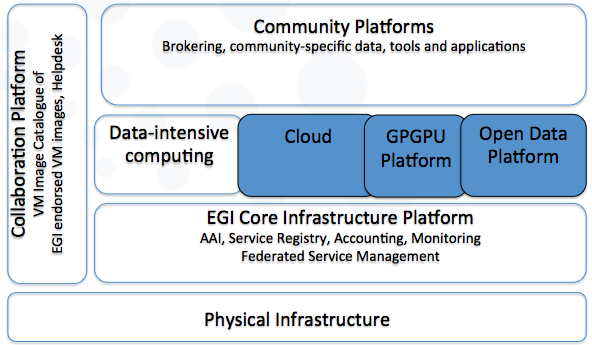 Collaboration Platform
VM Image Catalogue of
EGI endorsed VM images, Helpdesk
Community Platforms
Brokering, community-specific data, tools and applications
Data-intensive
computing
Cloud
GPGPU
Platform
Open Data
Platform
EGI Core Infrastructure Platform
AAI, Service Registry, Accounting, Monitoring
Federated Service Management
Physical Infrastructure